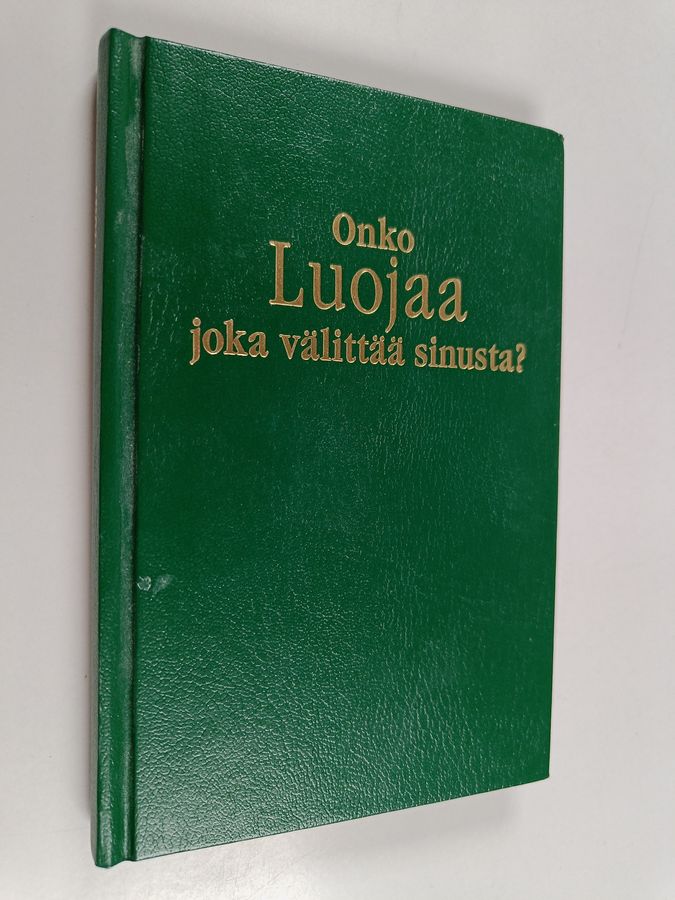 Onko
Luojaa
joka välittää sinusta?